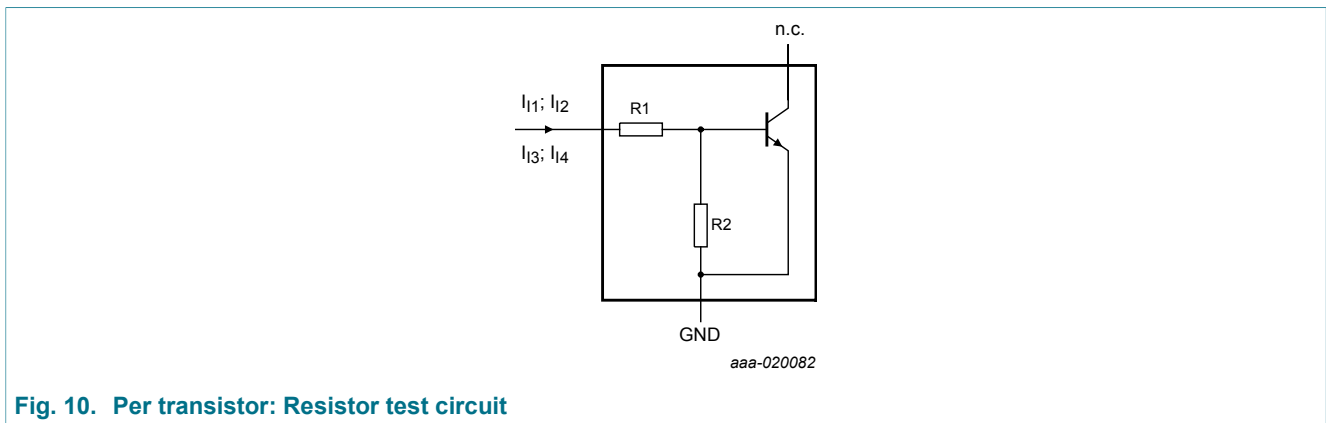 n.c.
I_I1; I_I2
R1
I_I3; I_I4
R2
GND
aaa-020082
Fig. 10. Per transistor: Resistor test circuit